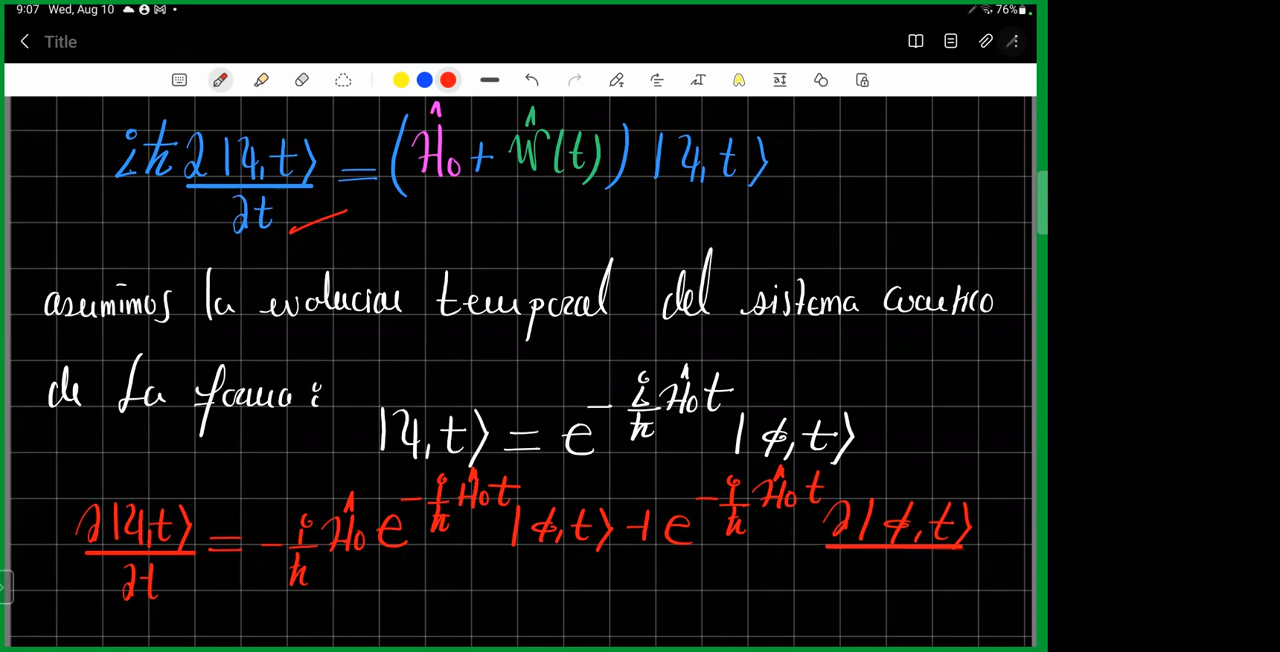 9:07 Wed, Aug 10 76%
Title
iħ ∂|ψ,t⟩/∂t = (Ĥ₀ + Ŵ(t)) |ψ,t⟩
asumimos la evolucion temporal del sistema cuantico
de la forma:
|ψ,t⟩ = e^{-i/ħ Ĥ₀t} |ϕ,t⟩
∂|ψ,t⟩/∂t = -i/ħ Ĥ₀ e^{-i/ħ Ĥ₀t} |ϕ,t⟩ + e^{-i/ħ Ĥ₀t} ∂|ϕ,t⟩